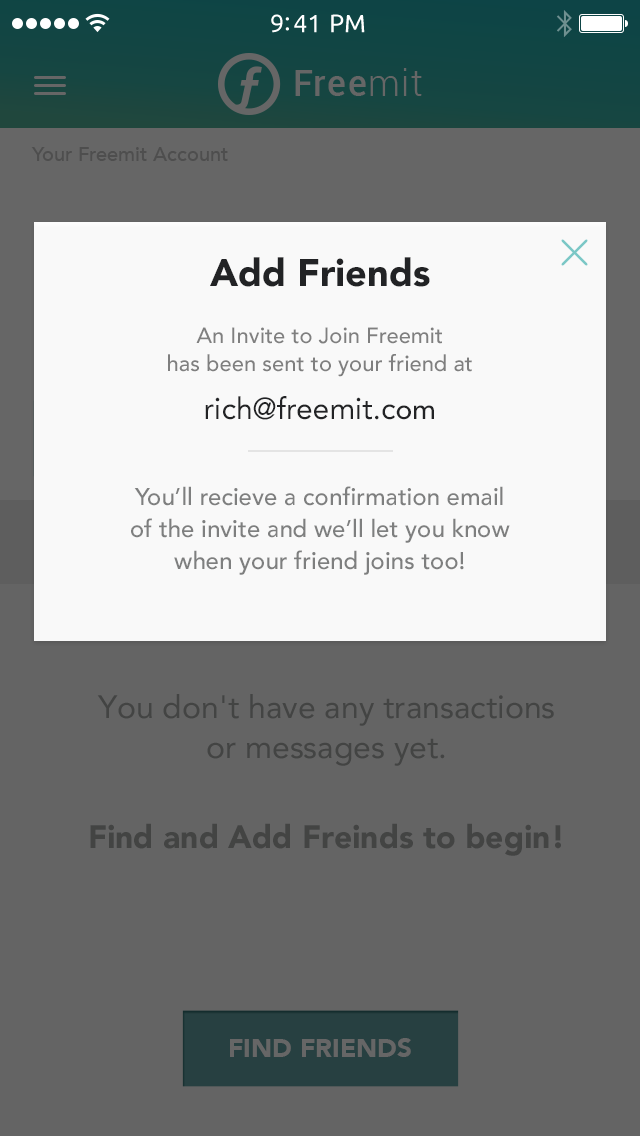 9:41 PM
f Freemit
Your Freemit Account
Add Friends
An Invite to Join Freemit
has been sent to your friend at
rich@freemit.com
You’ll recieve a confirmation email
of the invite and we’ll let you know
when your friend joins too!
You don't have any transactions
or messages yet.
Find and Add Freinds to begin!
FIND FRIENDS